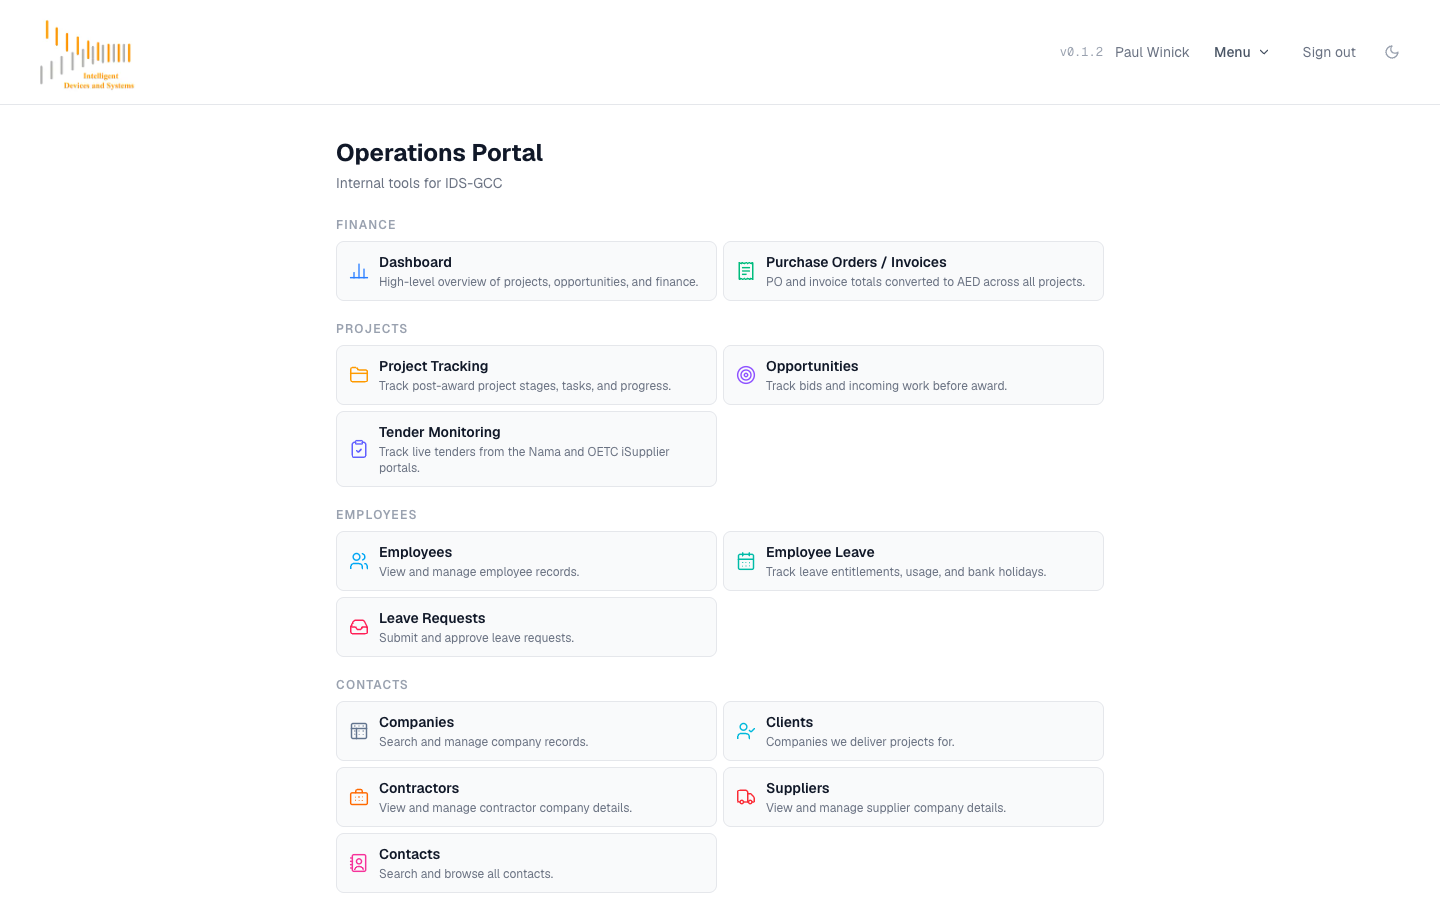 Intelligent
Devices and Systems
v0.1.2 Paul Winick Menu Sign out
Operations Portal
Internal tools for IDS-GCC
FINANCE
Dashboard
High-level overview of projects, opportunities, and finance.
Purchase Orders / Invoices
PO and invoice totals converted to AED across all projects.
PROJECTS
Project Tracking
Track post-award project stages, tasks, and progress.
Opportunities
Track bids and incoming work before award.
Tender Monitoring
Track live tenders from the Nama and OETC iSupplier
portals.
EMPLOYEES
Employees
View and manage employee records.
Employee Leave
Track leave entitlements, usage, and bank holidays.
Leave Requests
Submit and approve leave requests.
CONTACTS
Companies
Search and manage company records.
Clients
Companies we deliver projects for.
Contractors
View and manage contractor company details.
Suppliers
View and manage supplier company details.
Contacts
Search and browse all contacts.